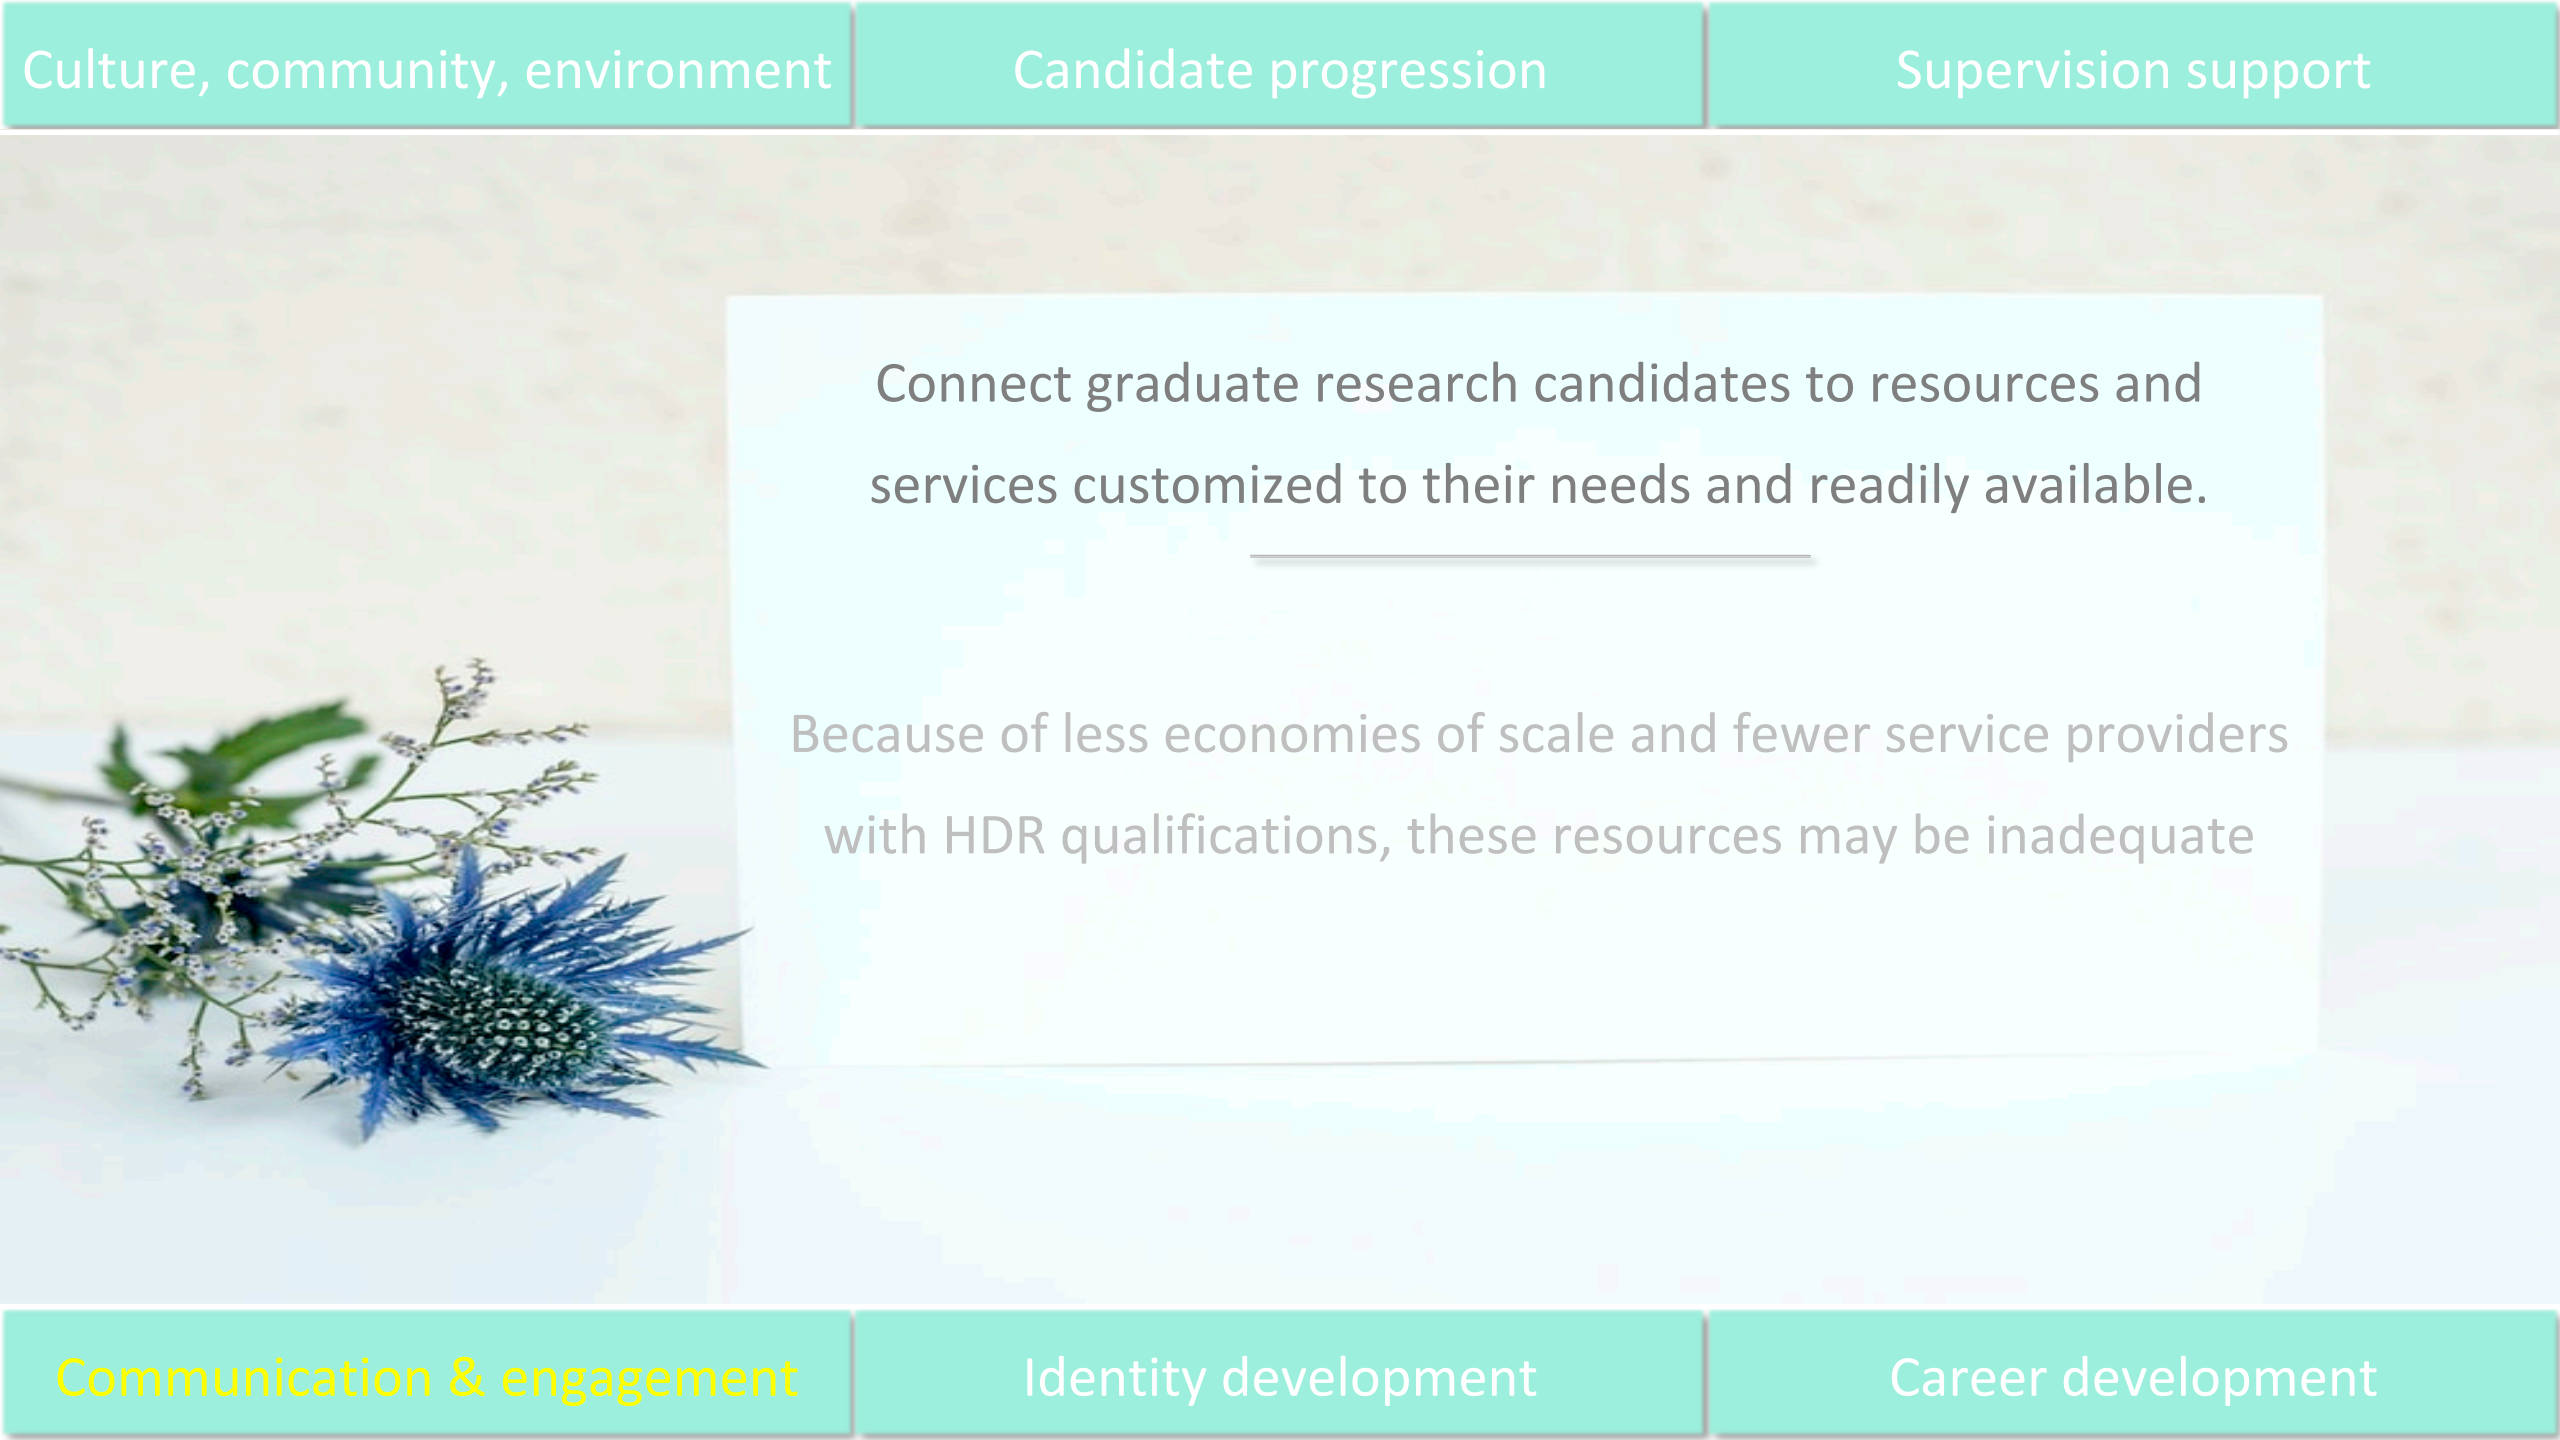 Culture, community, environment
Candidate progression
Supervision support
Connect graduate research candidates to resources and
services customized to their needs and readily available.
Because of less economies of scale and fewer service providers
with HDR qualifications, these resources may be inadequate
Communication & engagement
Identity development
Career development